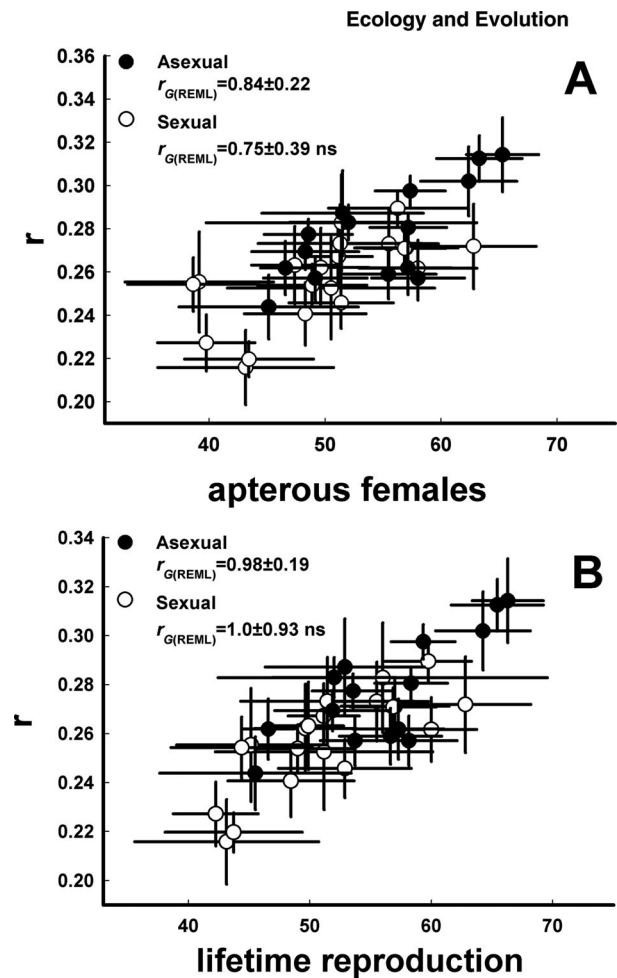 Ecology and Evolution
A
Asexual
rG(REML)=0.84±0.22
Sexual
rG(REML)=0.75±0.39 ns
0.36
0.34
0.32
0.30
0.28
0.26
0.24
0.22
0.20
r
40 50 60 70
apterous females
B
Asexual
rG(REML)=0.98±0.19
Sexual
rG(REML)=1.0±0.93 ns
0.34
0.32
0.30
0.28
0.26
0.24
0.22
0.20
r
40 50 60 70
lifetime reproduction